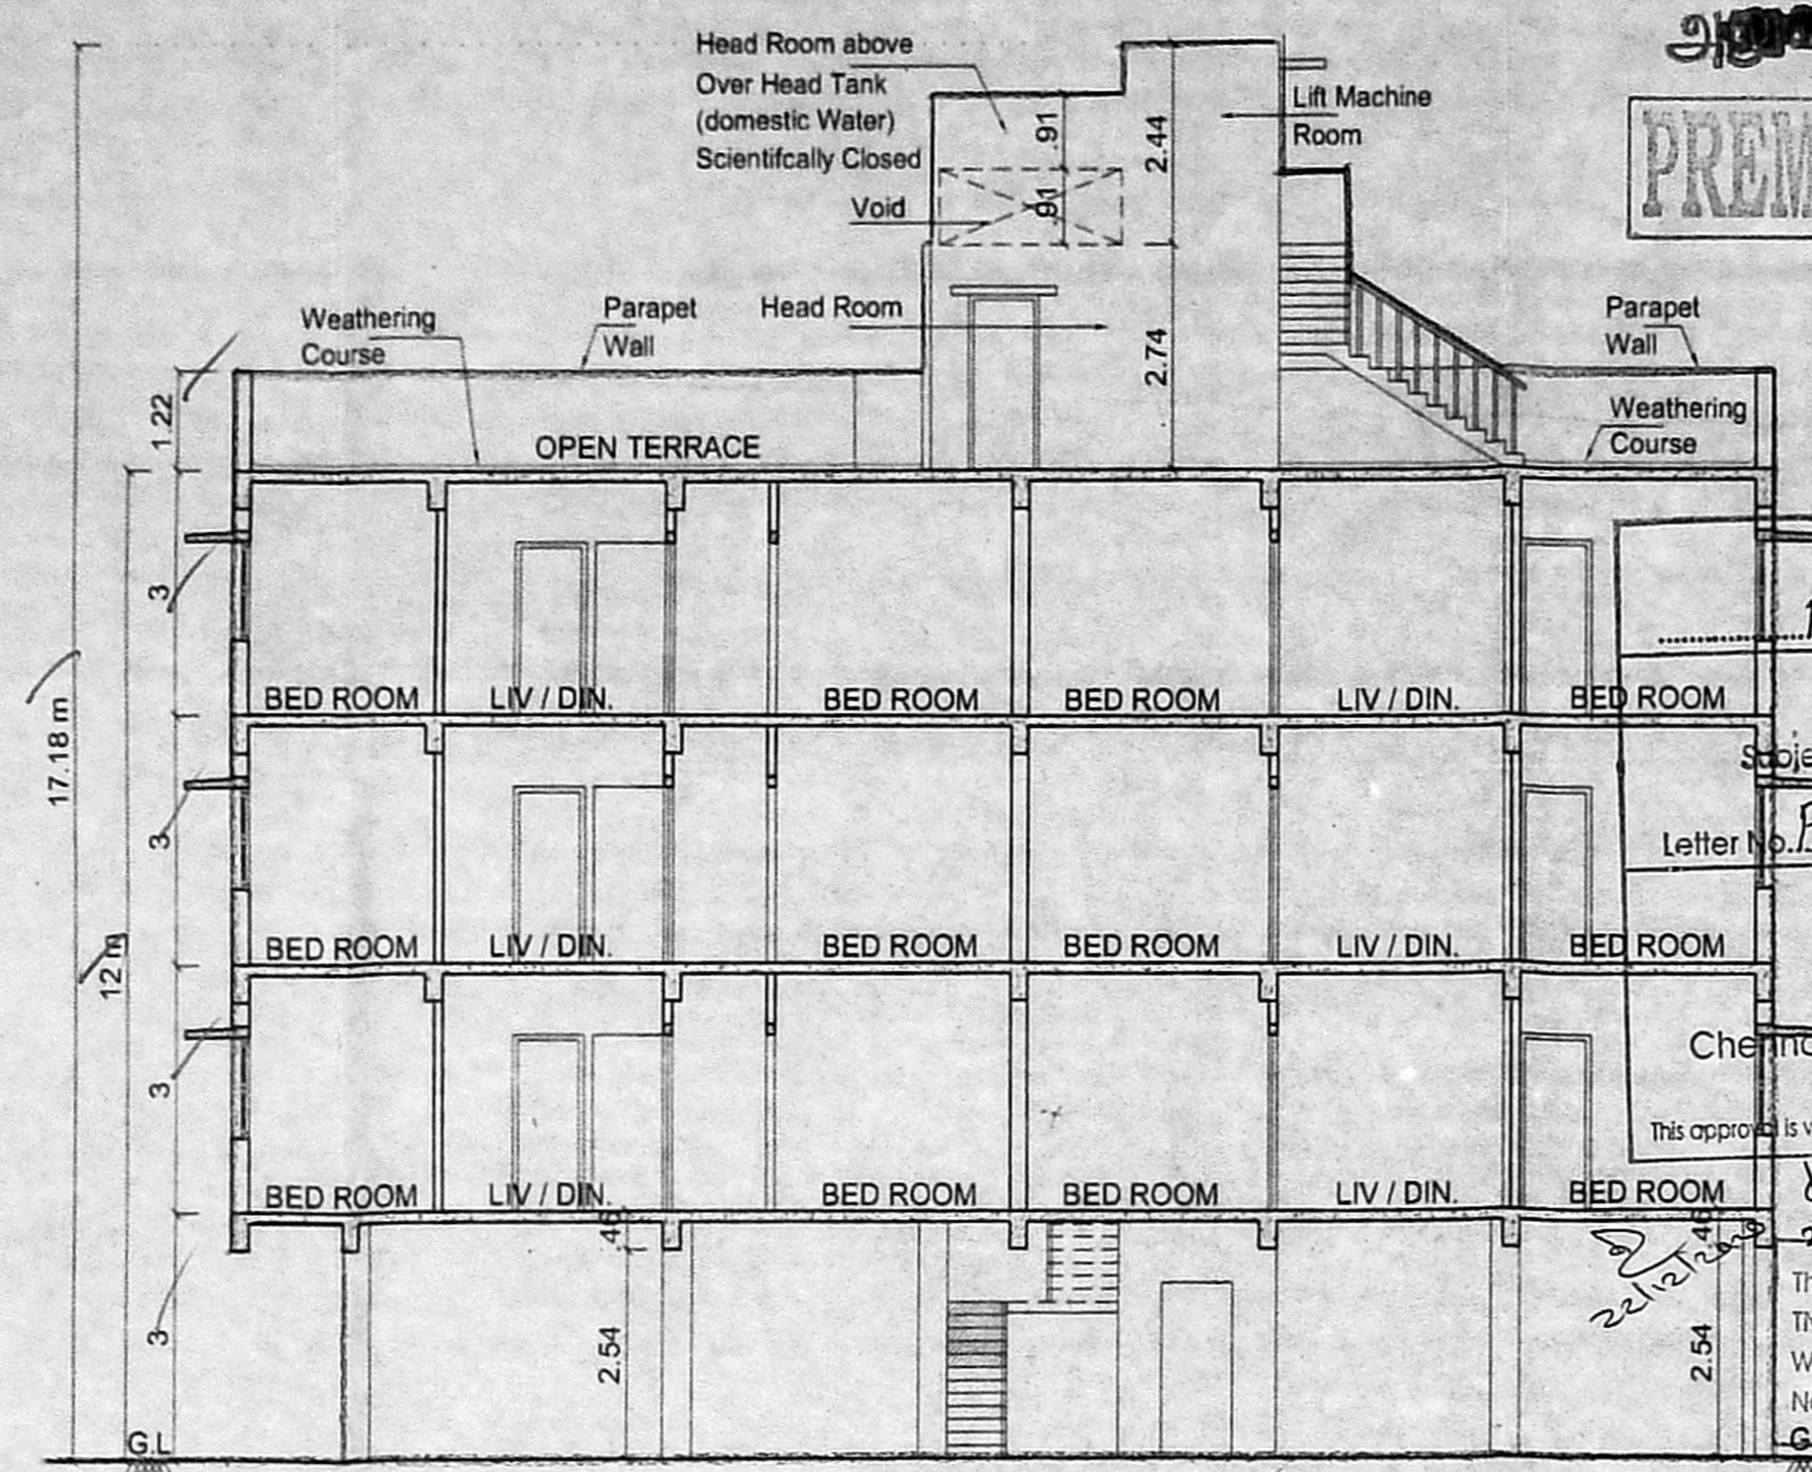 Head Room above
Over Head Tank
(domestic Water)
Scientifcally Closed
Void
Lift Machine
Room
.91
.91
2.44
2.74
PREM
Weathering
Course
Parapet
Wall
Head Room
Parapet
Wall
Weathering
Course
OPEN TERRACE
1.22
3
BED ROOM LIV / DIN. BED ROOM BED ROOM LIV / DIN. BED ROOM
17.18 m
3
BED ROOM LIV / DIN. BED ROOM BED ROOM LIV / DIN. BED ROOM
12 m
3
BED ROOM LIV / DIN. BED ROOM BED ROOM LIV / DIN. BED ROOM
Letter No.
This approval is
.46
.46
22/12/2020
3
2.54
2.54
G.L